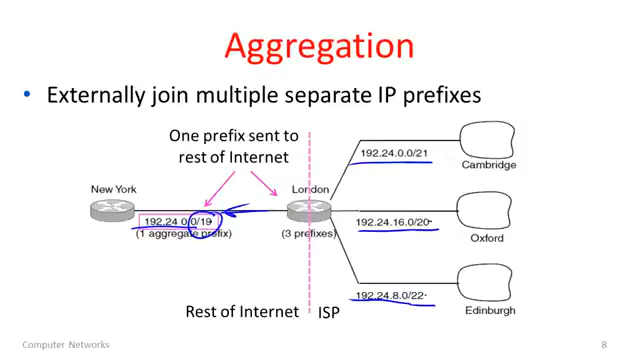 Aggregation
• Externally join multiple separate IP prefixes
One prefix sent to
rest of Internet
192.24.0.0/21
Cambridge
New York
London
192.24.0.0/19
(1 aggregate prefix)
(3 prefixes)
192.24.16.0/20
Oxford
192.24.8.0/22
Edinburgh
Rest of Internet
ISP
Computer Networks
8